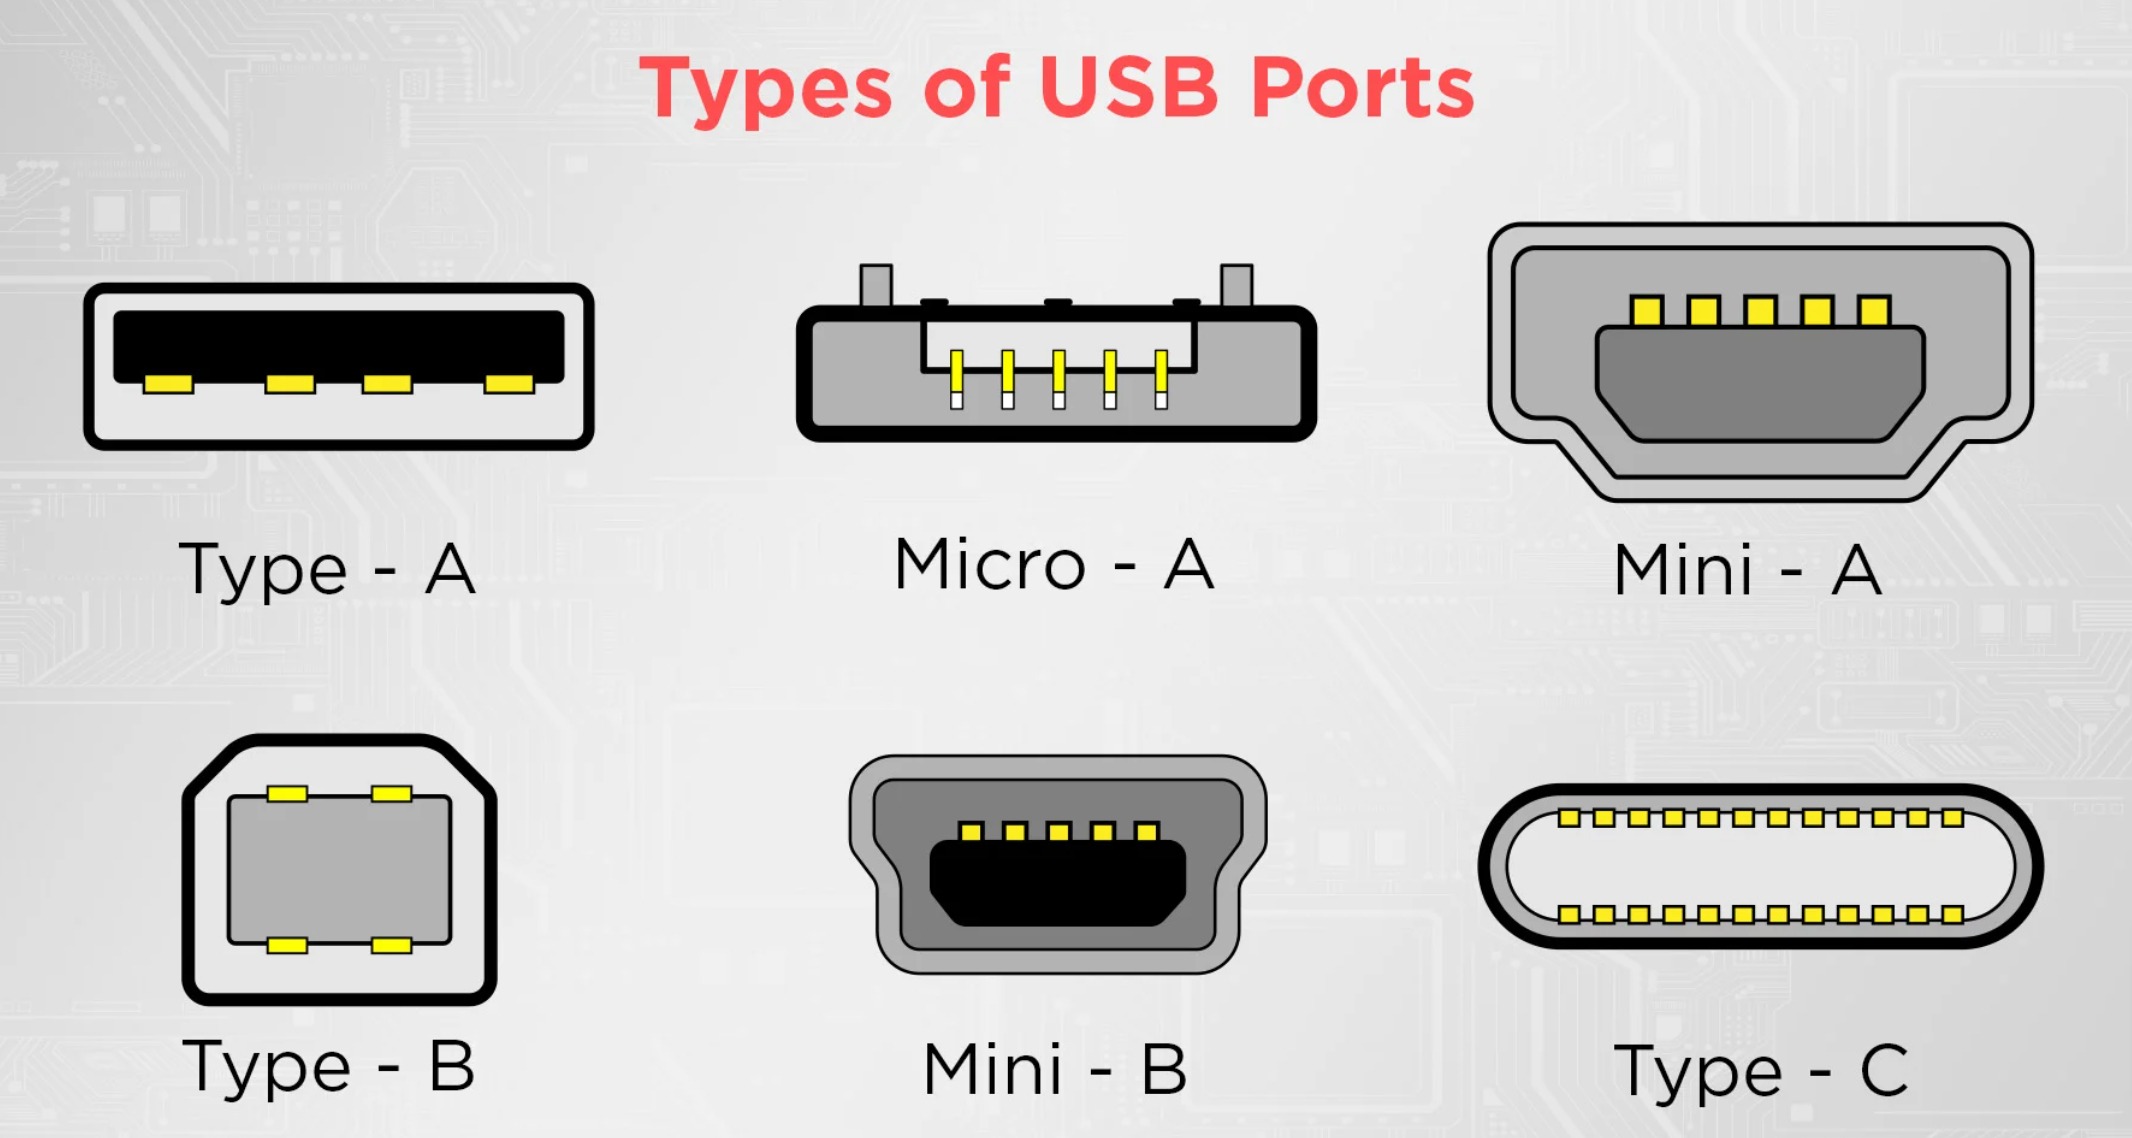 Types of USB Ports
Type - A
Micro - A
Mini - A
Type - B
Mini - B
Type - C